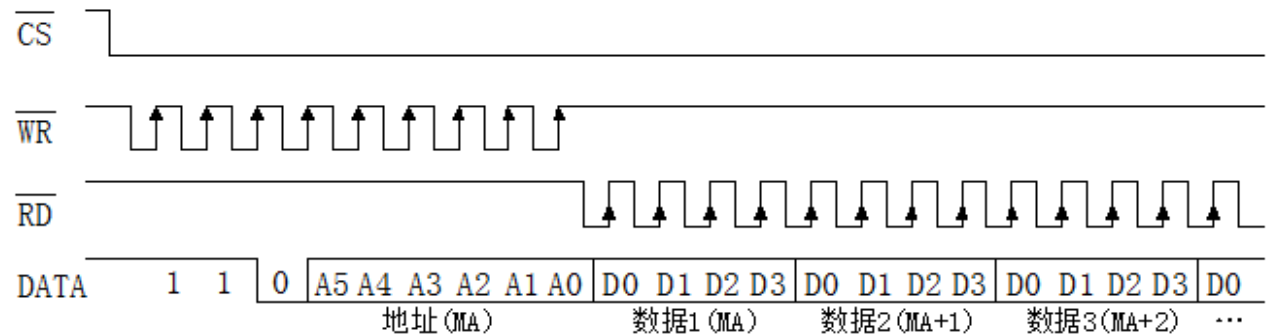 CS
WR
RD
DATA 1 1 0 A5 A4 A3 A2 A1 A0 D0 D1 D2 D3 D0 D1 D2 D3 D0 D1 D2 D3 D0
地址(MA) 数据1(MA) 数据2(MA+1) 数据3(MA+2) …